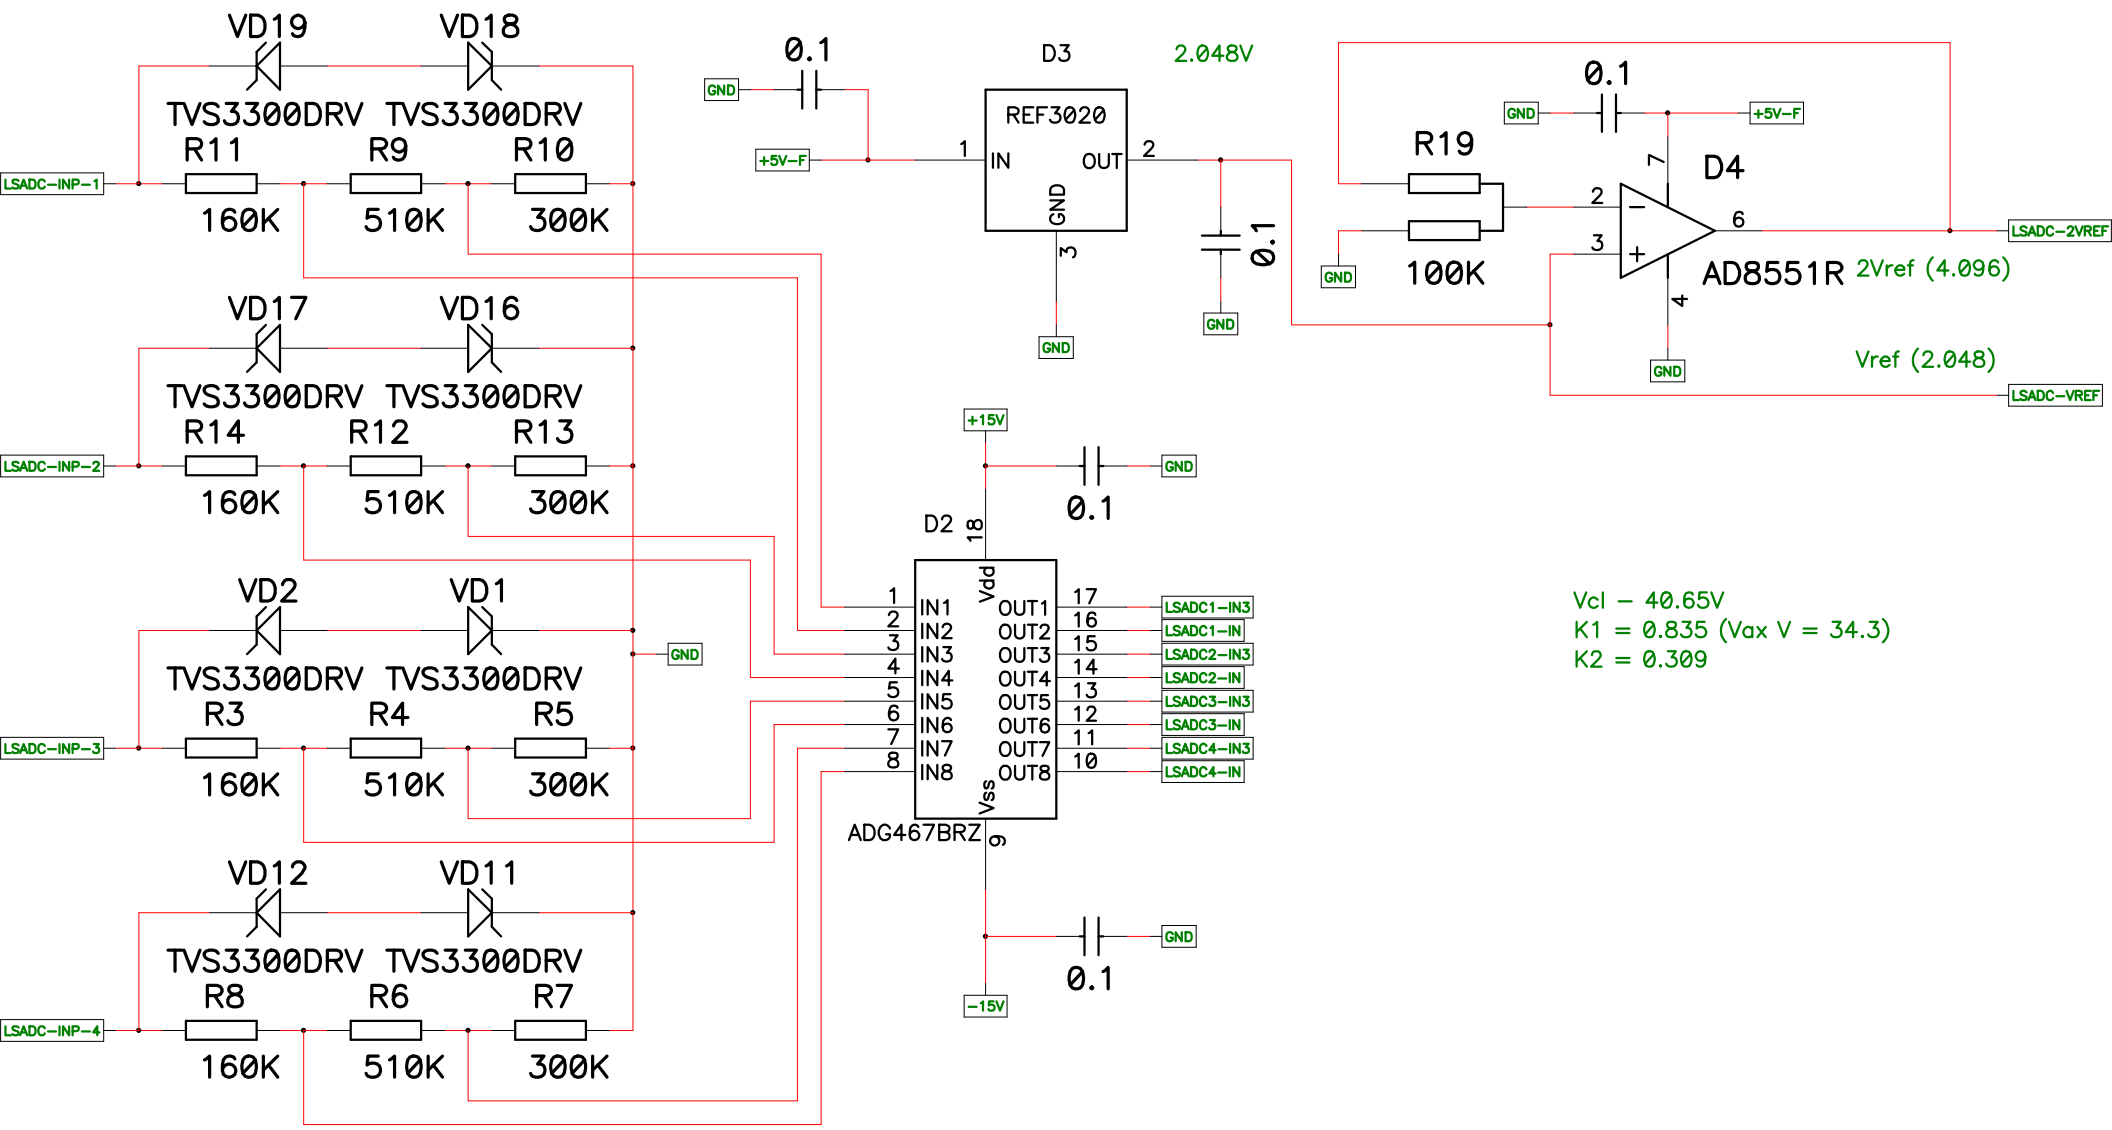 VD19 VD18
TVS3300DRV TVS3300DRV
R11 R9 R10
LSADC-INP-1
160K 510K 300K
VD17 VD16
TVS3300DRV TVS3300DRV
R14 R12 R13
LSADC-INP-2
160K 510K 300K
VD2 VD1
TVS3300DRV TVS3300DRV
GND
R3 R4 R5
LSADC-INP-3
160K 510K 300K
VD12 VD11
TVS3300DRV TVS3300DRV
R8 R6 R7
LSADC-INP-4
160K 510K 300K
0.1
GND
+5V-F
D3
2.048V
REF3020
1 IN OUT 2
GND
3
GND
0.1
GND
0.1
GND +5V-F
R19
7
D4
2
3
6
4
100K
GND
AD8551R
GND
LSADC-2VREF
2Vref (4.096)
Vref (2.048)
LSADC-VREF
+15V
GND
0.1
D2
18
Vdd
1 IN1 OUT1 17 LSADC1-IN3
2 IN2 OUT2 16 LSADC1-IN
3 IN3 OUT3 15 LSADC2-IN3
4 IN4 OUT4 14 LSADC2-IN
5 IN5 OUT5 13 LSADC3-IN3
6 IN6 OUT6 12 LSADC3-IN
7 IN7 OUT7 11 LSADC4-IN3
8 IN8 OUT8 10 LSADC4-IN
Vss
ADG467BRZ
9
GND
0.1
-15V
Vcl - 40.65V
K1 = 0.835 (Vax V = 34.3)
K2 = 0.309